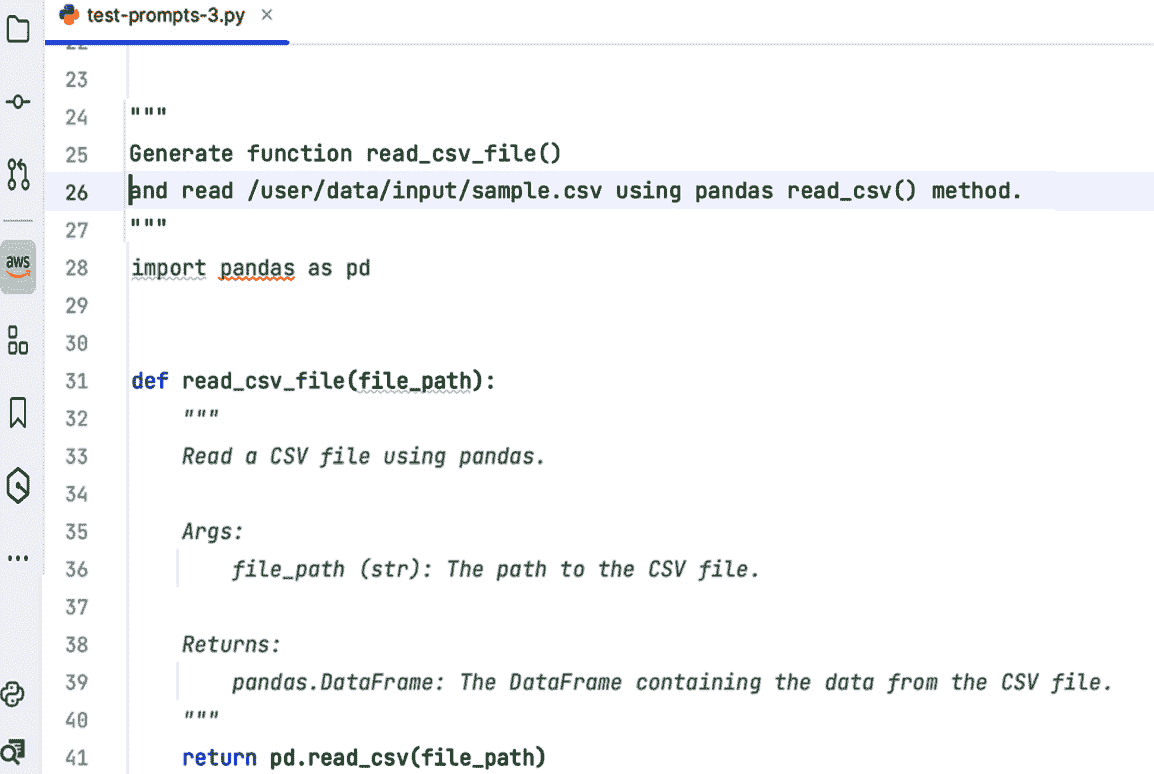 test-prompts-3.py ×
22
23
24 """
25 Generate function read_csv_file()
26 and read /user/data/input/sample.csv using pandas read_csv() method.
27 """
28 import pandas as pd
29
30
31 def read_csv_file(file_path):
32     """
33     Read a CSV file using pandas.
34
35     Args:
36         file_path (str): The path to the CSV file.
37
38     Returns:
39         pandas.DataFrame: The DataFrame containing the data from the CSV file.
40     """
41     return pd.read_csv(file_path)
aws